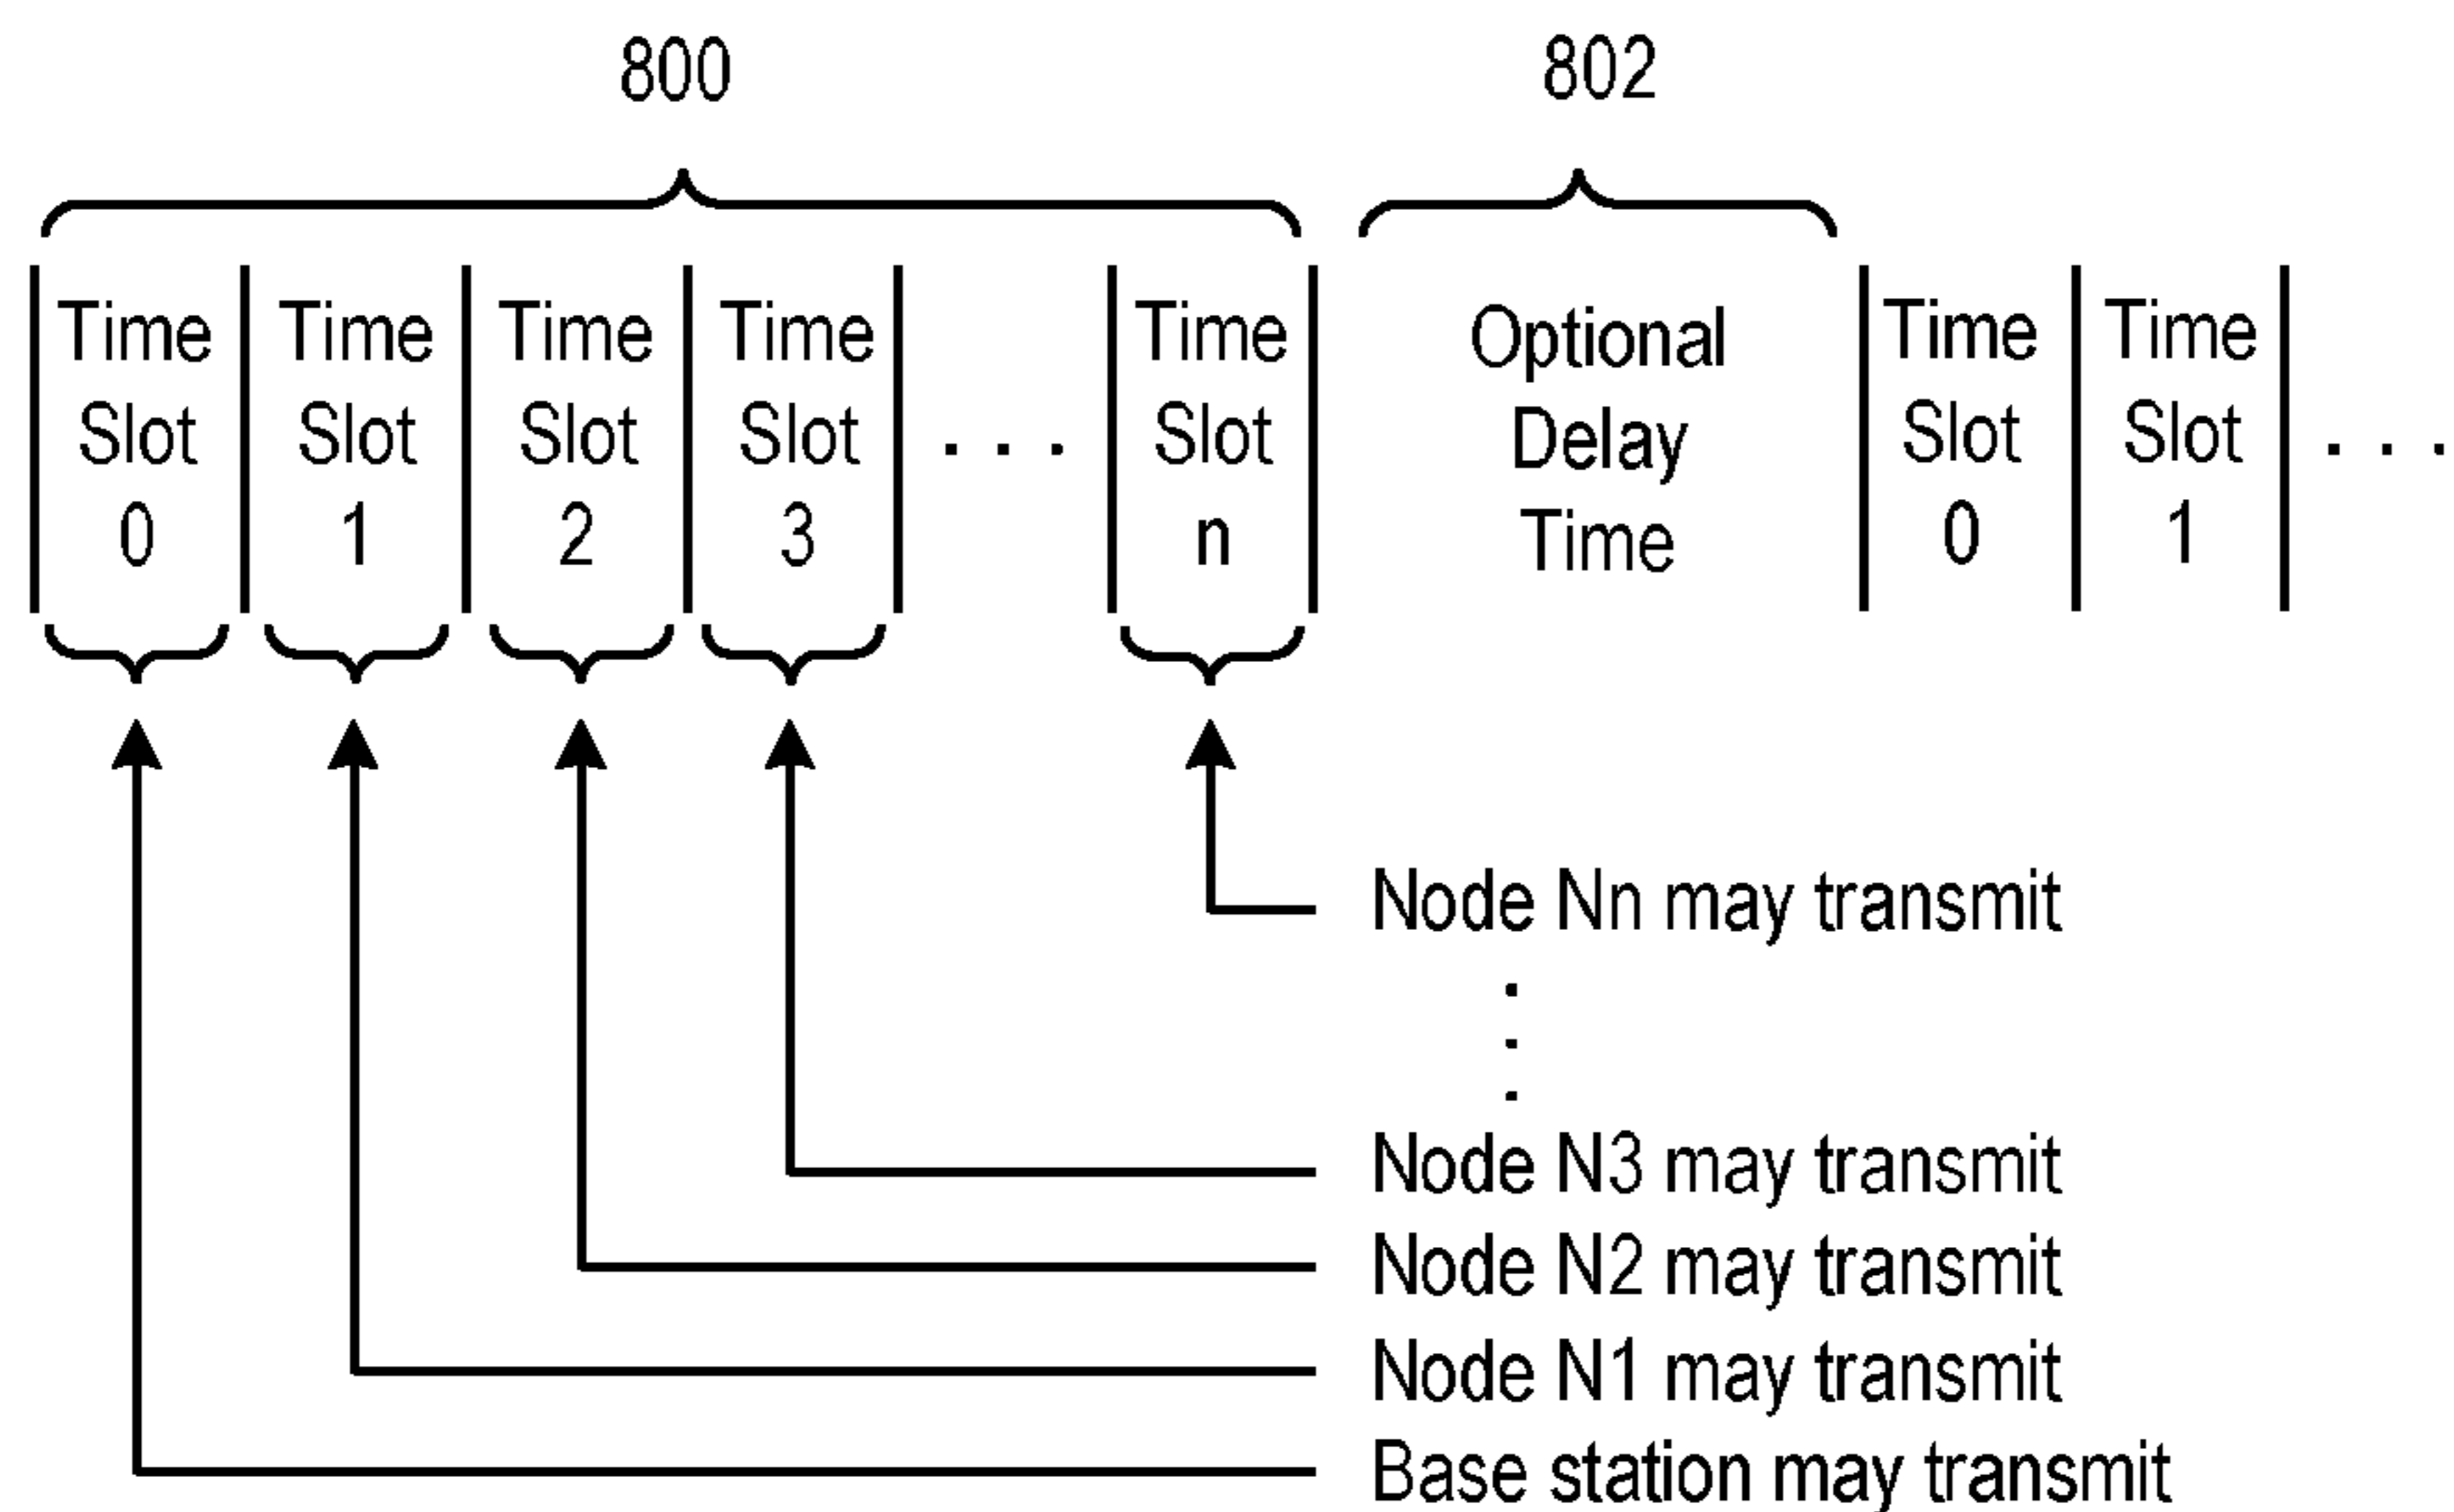 800 802
Time Time Time Time Time Optional Time Time
Slot Slot Slot Slot . . . Slot Delay Slot Slot . . .
0 1 2 3 n Time 0 1
Node Nn may transmit
.
.
.
Node N3 may transmit
Node N2 may transmit
Node N1 may transmit
Base station may transmit